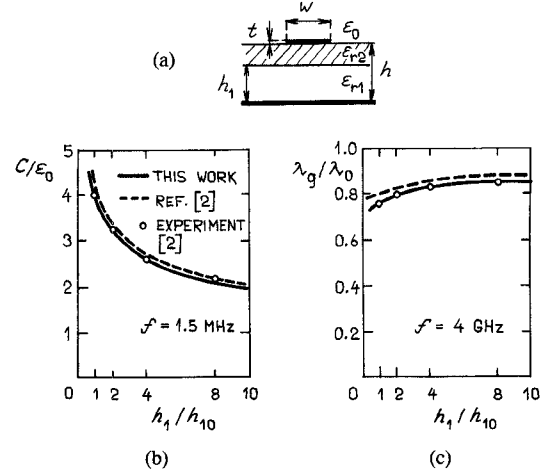 W
t
ε0
(a)
εr2
h
h1
εr1
C/ε0
5
4
3
2
1
0
THIS WORK
REF. [2]
EXPERIMENT
[2]
f = 1.5 MHz
1 2 4 8 10
h1/h10
(b)
λg/λ0
1.0
0.8
0.6
0.4
0.2
0
f = 4 GHz
1 2 4 8 10
h1/h10
(c)